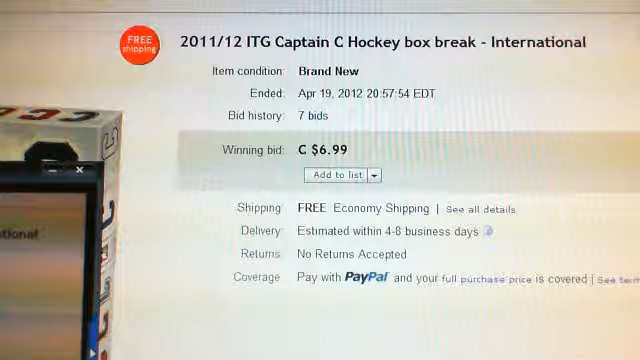 FREE
shipping
2011/12 ITG Captain C Hockey box break - International
Item condition: Brand New
Ended: Apr 19, 2012 20:57:54 EDT
Bid history: 7 bids
Winning bid: C $6.99
Add to list
Shipping: FREE Economy Shipping | See all details
Delivery: Estimated within 4-8 business days
Returns: No Returns Accepted
Coverage: Pay with PayPal and your full purchase price is covered | See
tional